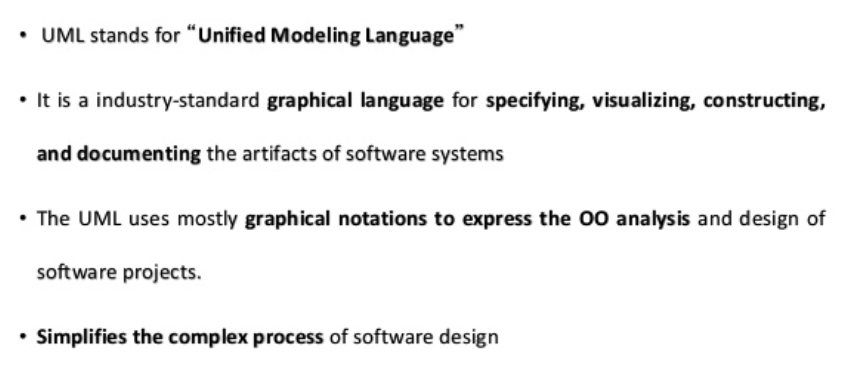 • UML stands for “Unified Modeling Language”
• It is a industry-standard graphical language for specifying, visualizing, constructing,
and documenting the artifacts of software systems
• The UML uses mostly graphical notations to express the OO analysis and design of
software projects.
• Simplifies the complex process of software design